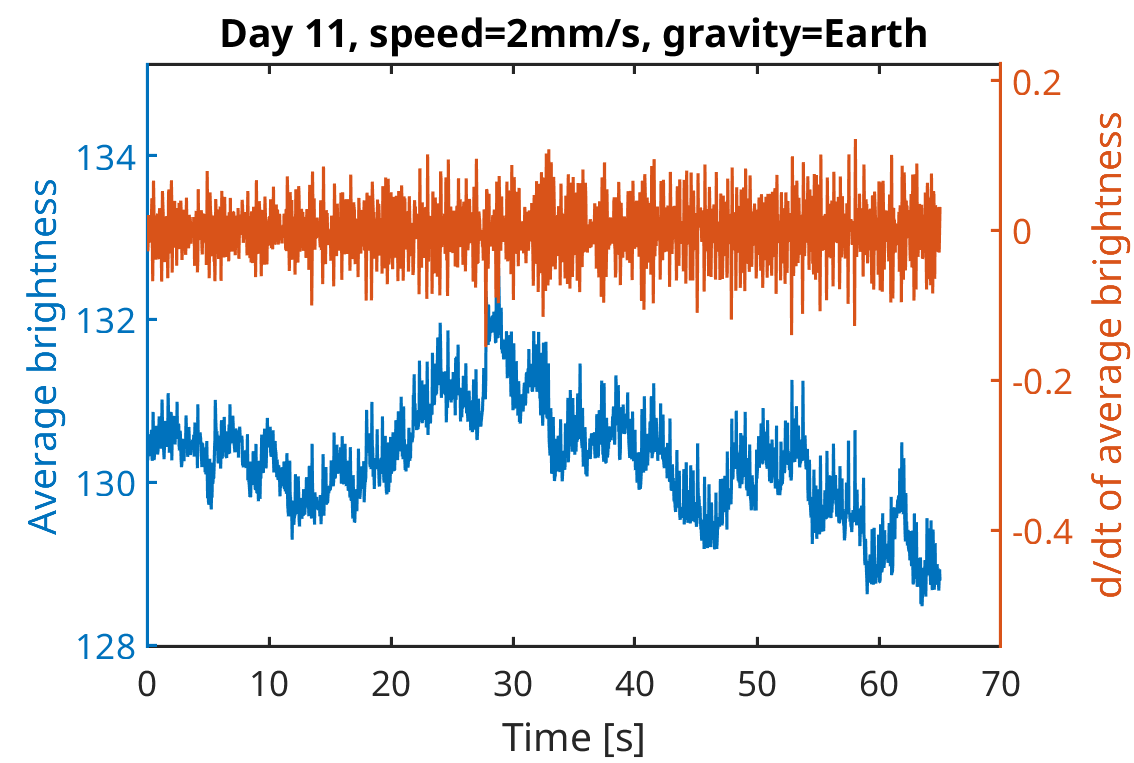 Day 11, speed=2mm/s, gravity=Earth
Average brightness
134
132
130
128
0.2
0
-0.2
-0.4
d/dt of average brightness
0 10 20 30 40 50 60 70
Time [s]